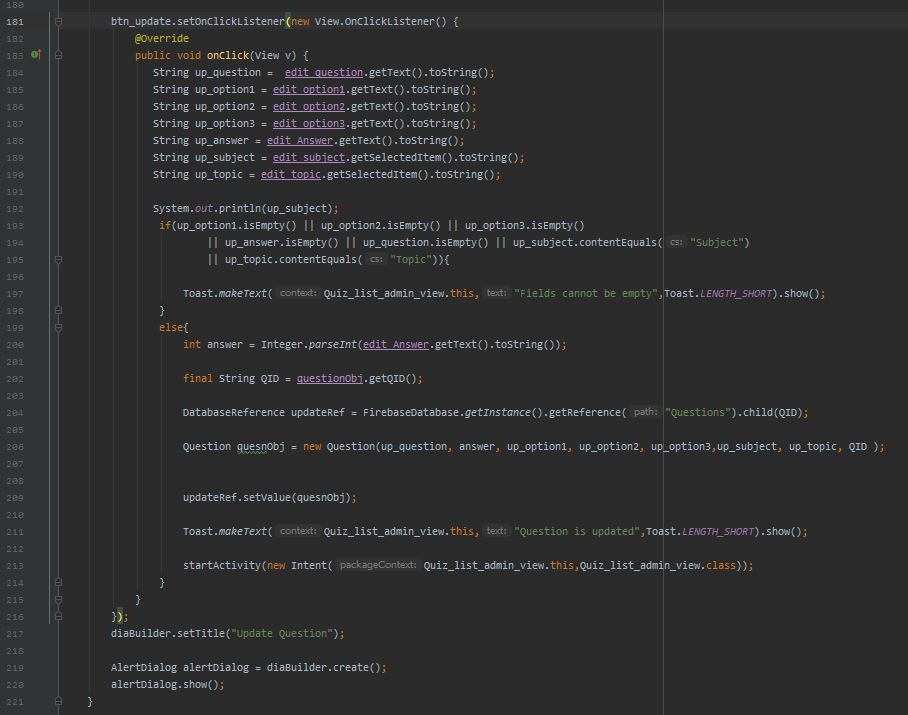 180
181 btn_update.setOnClickListener(new View.OnClickListener() {
182 @Override
183 public void onClick(View v) {
184 String up_question =  edit_question.getText().toString();
185 String up_option1 = edit_option1.getText().toString();
186 String up_option2 = edit_option2.getText().toString();
187 String up_option3 = edit_option3.getText().toString();
188 String up_answer = edit_Answer.getText().toString();
189 String up_subject = edit_subject.getSelectedItem().toString();
190 String up_topic = edit_topic.getSelectedItem().toString();
191
192 System.out.println(up_subject);
193 if(up_option1.isEmpty() || up_option2.isEmpty() || up_option3.isEmpty()
194 || up_answer.isEmpty() || up_question.isEmpty() || up_subject.contentEquals( cs: "Subject")
195 || up_topic.contentEquals( cs: "Topic")){
196
197 Toast.makeText( context: Quiz_list_admin_view.this, text: "Fields cannot be empty",Toast.LENGTH_SHORT).show();
198 }
199 else{
200 int answer = Integer.parseInt(edit_Answer.getText().toString());
201
202 final String QID = questionObj.getQID();
203
204 DatabaseReference updateRef = FirebaseDatabase.getInstance().getReference( path: "Questions").child(QID);
205
206 Question quesnObj = new Question(up_question, answer, up_option1, up_option2, up_option3,up_subject, up_topic, QID );
207
208
209 updateRef.setValue(quesnObj);
210
211 Toast.makeText( context: Quiz_list_admin_view.this, text: "Question is updated",Toast.LENGTH_SHORT).show();
212
213 startActivity(new Intent( packageContext: Quiz_list_admin_view.this,Quiz_list_admin_view.class));
214 }
215 }
216 });
217 diaBuilder.setTitle("Update Question");
218
219 AlertDialog alertDialog = diaBuilder.create();
220 alertDialog.show();
221 }